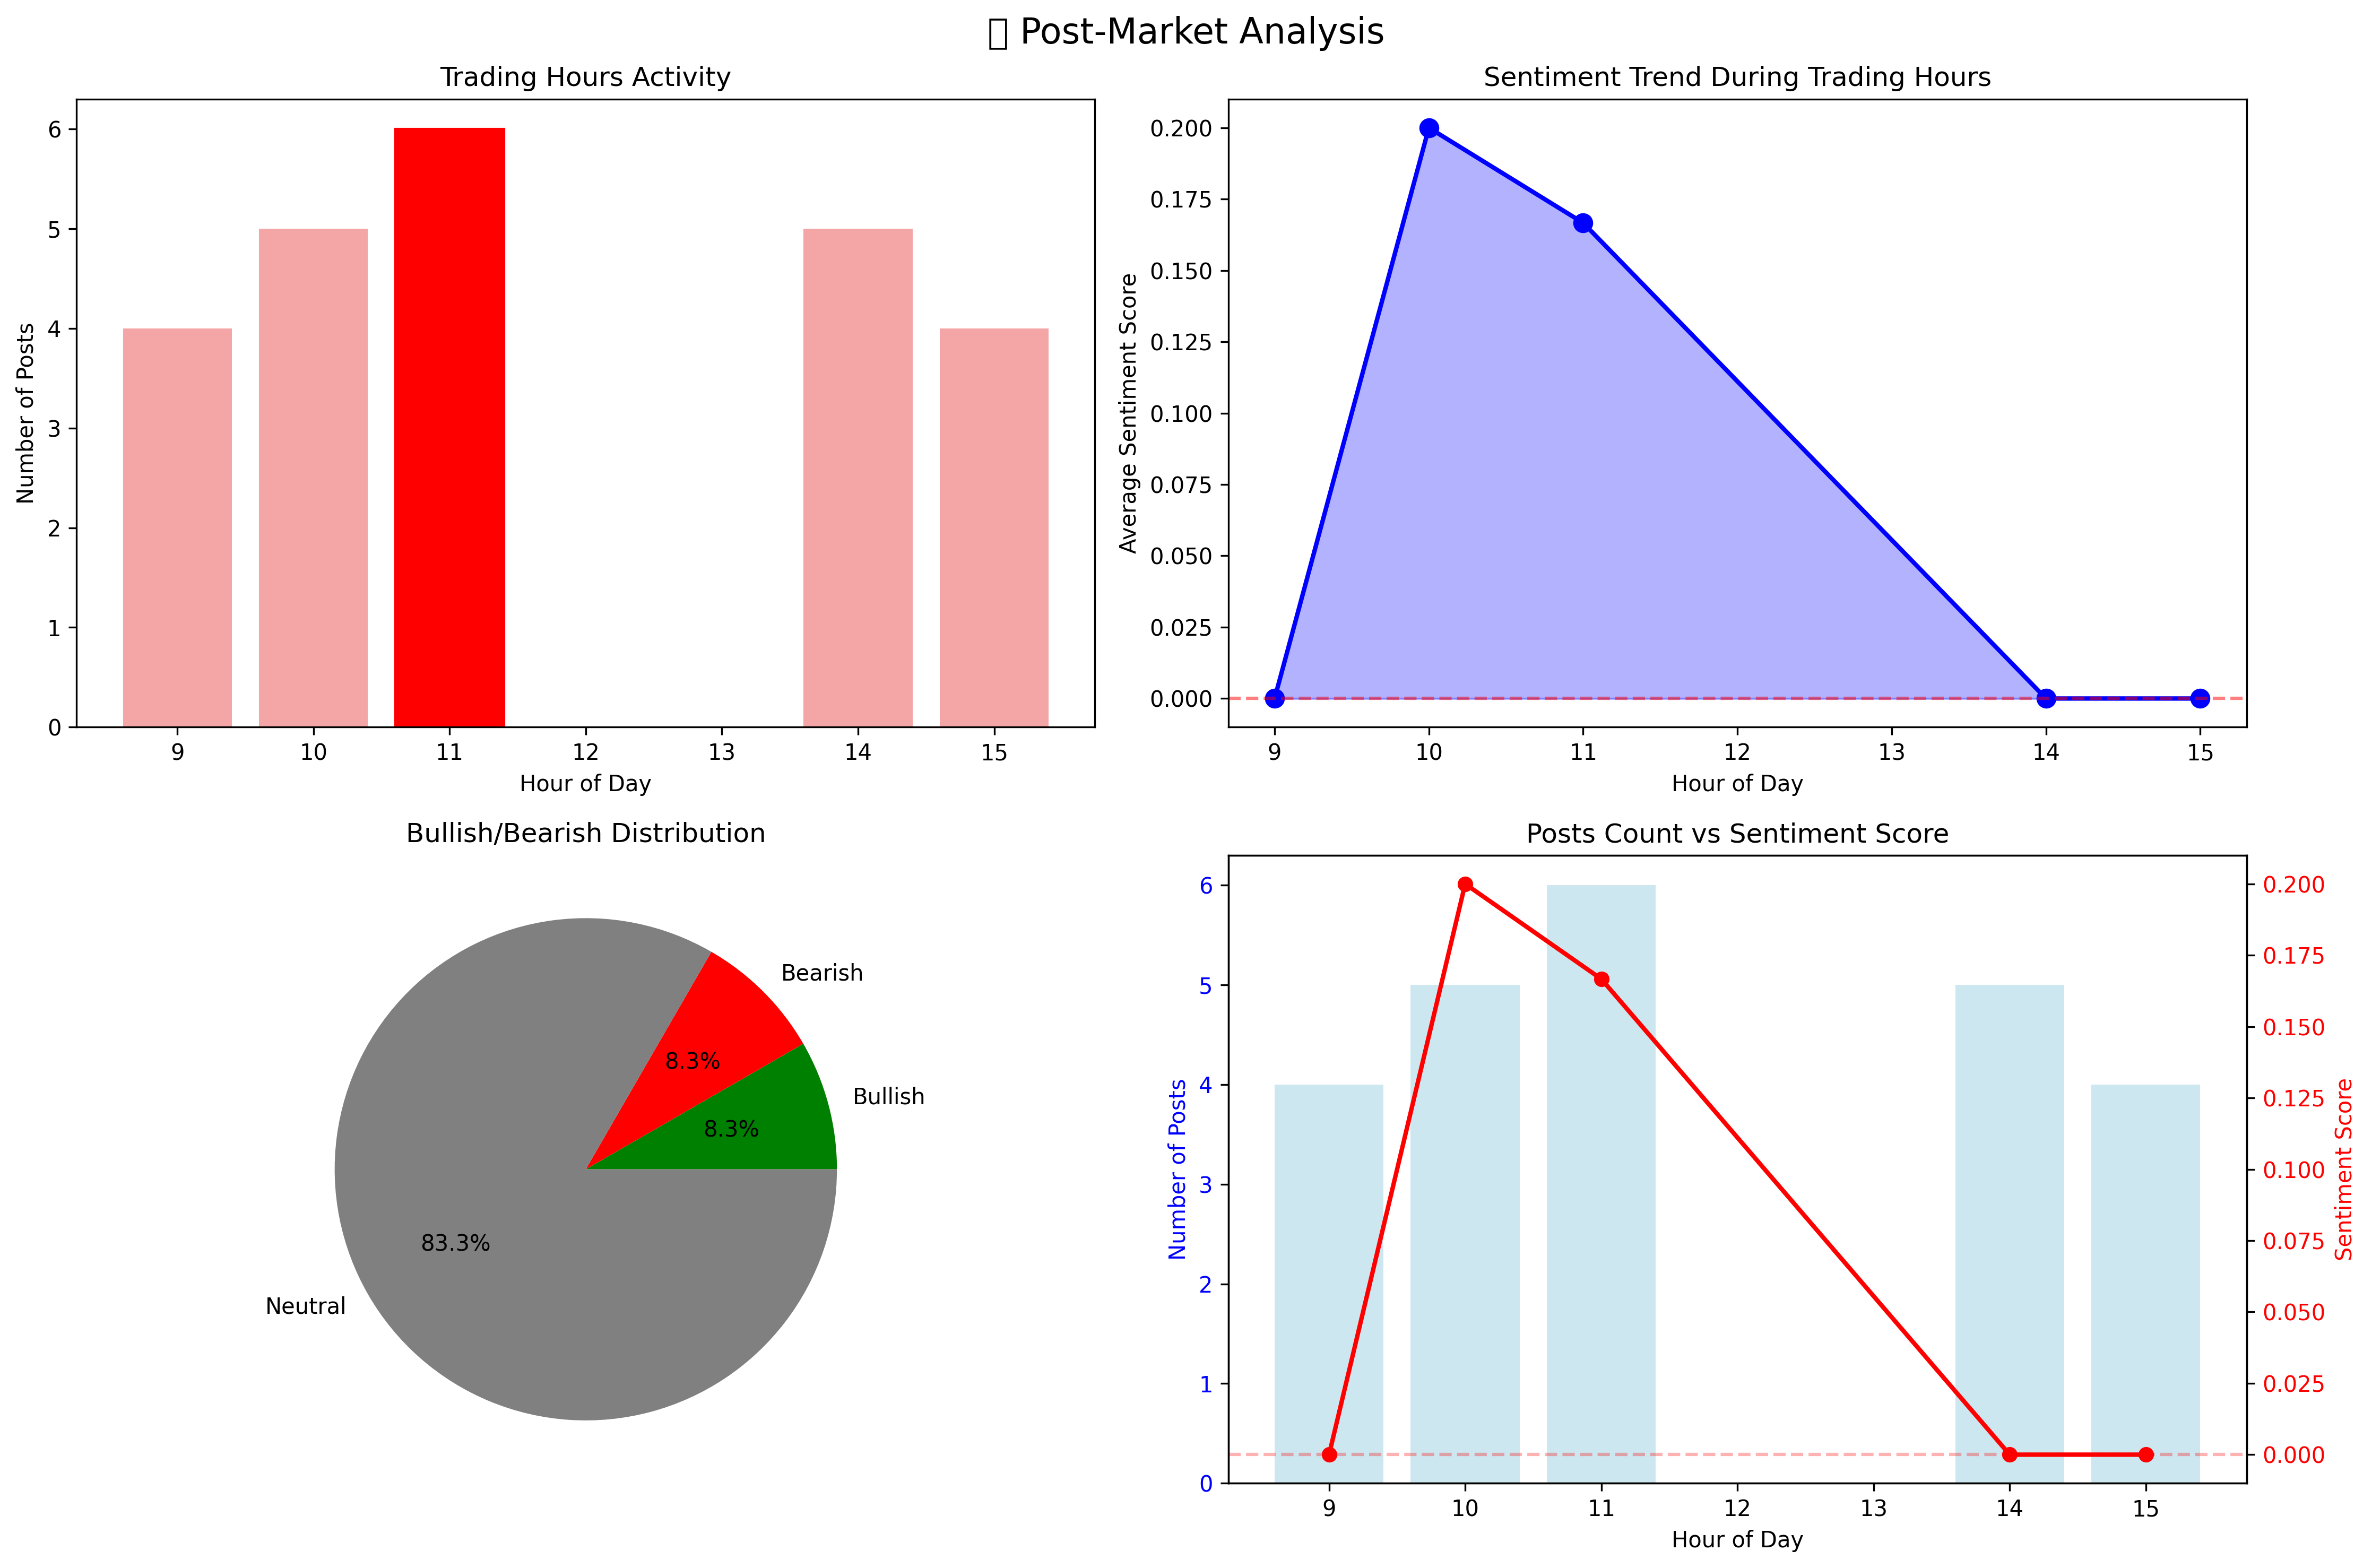 Post-Market Analysis
Trading Hours Activity
Number of Posts
6
5
4
3
2
1
0
9 10 11 12 13 14 15
Hour of Day
Sentiment Trend During Trading Hours
Average Sentiment Score
0.200
0.175
0.150
0.125
0.100
0.075
0.050
0.025
0.000
9 10 11 12 13 14 15
Hour of Day
Bullish/Bearish Distribution
Bearish
8.3%
Bullish
8.3%
83.3%
Neutral
Posts Count vs Sentiment Score
Number of Posts
6
5
4
3
2
1
0
0.200
0.175
0.150
0.125
0.100
0.075
0.050
0.025
0.000
Sentiment Score
9 10 11 12 13 14 15
Hour of Day